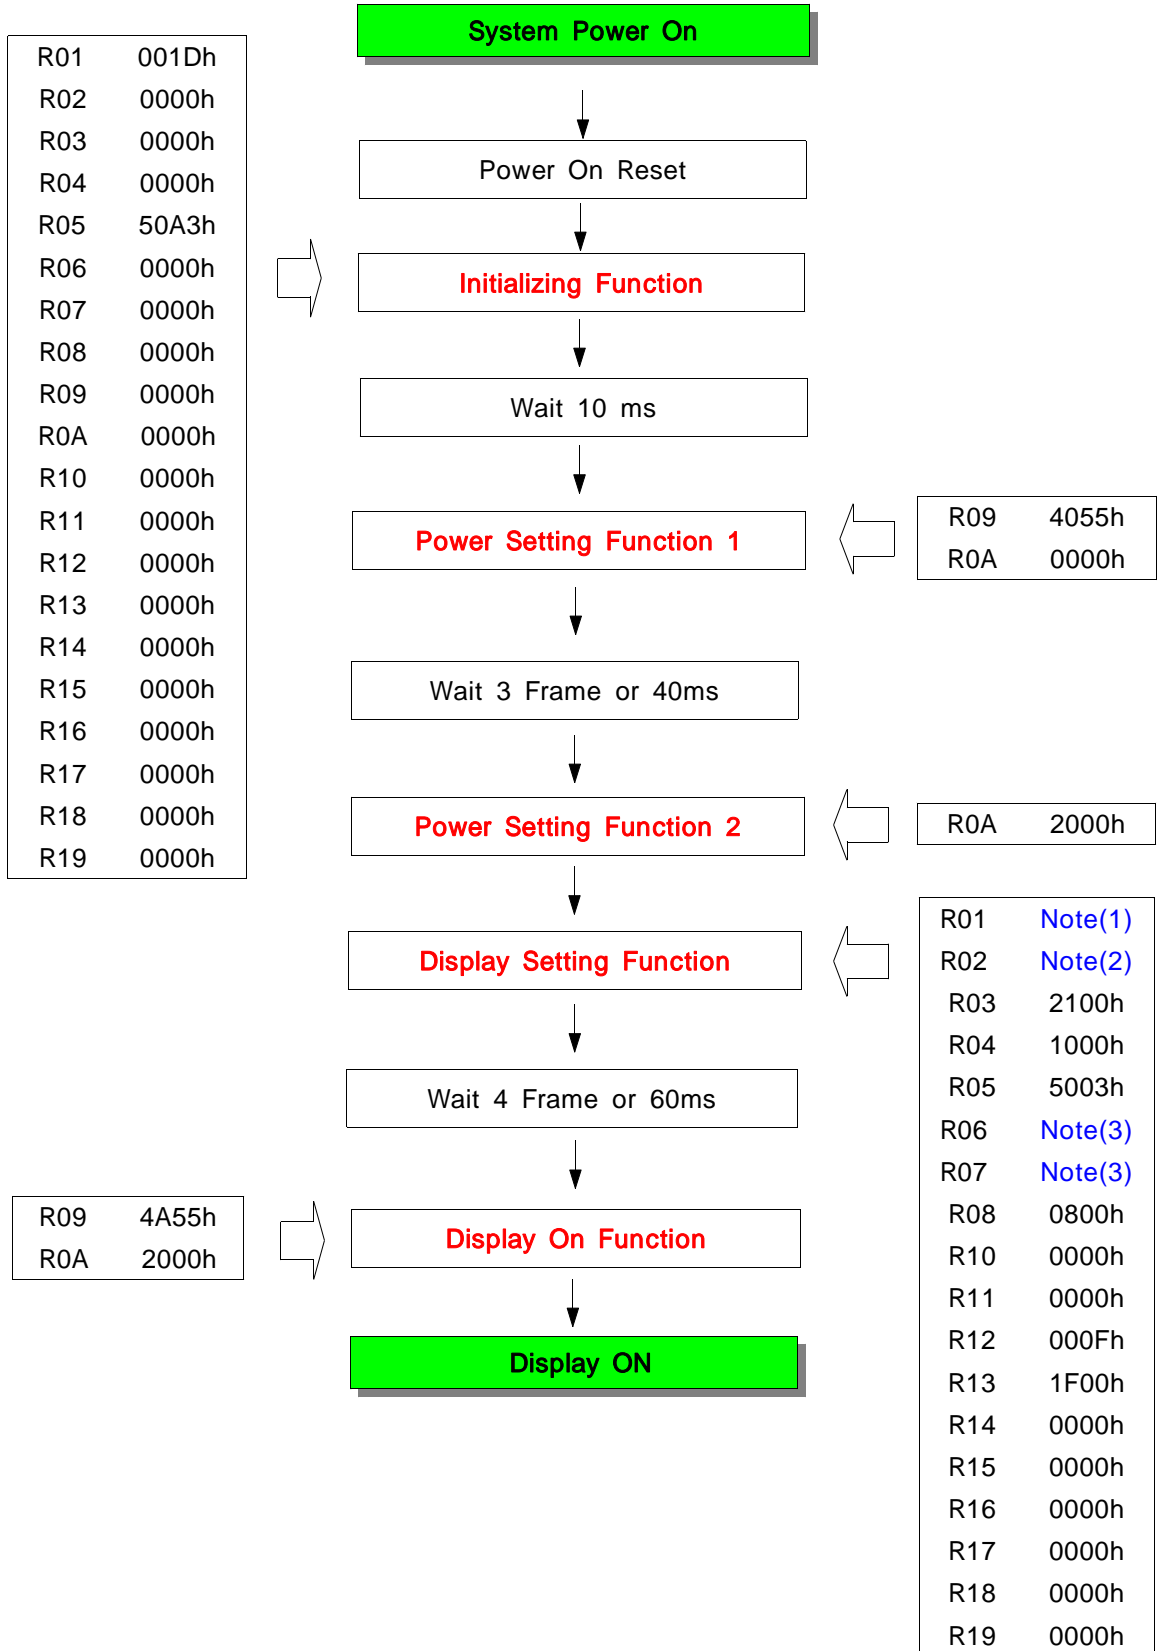 System Power On
R01 001Dh
R02 0000h
R03 0000h
R04 0000h
R05 50A3h
R06 0000h
R07 0000h
R08 0000h
R09 0000h
R0A 0000h
R10 0000h
R11 0000h
R12 0000h
R13 0000h
R14 0000h
R15 0000h
R16 0000h
R17 0000h
R18 0000h
R19 0000h
Power On Reset
Initializing Function
Wait 10 ms
Power Setting Function 1
R09 4055h
R0A 0000h
Wait 3 Frame or 40ms
Power Setting Function 2
R0A 2000h
Display Setting Function
R01 Note(1)
R02 Note(2)
R03 2100h
R04 1000h
R05 5003h
R06 Note(3)
R07 Note(3)
R08 0800h
R10 0000h
R11 0000h
R12 000Fh
R13 1F00h
R14 0000h
R15 0000h
R16 0000h
R17 0000h
R18 0000h
R19 0000h
Wait 4 Frame or 60ms
R09 4A55h
R0A 2000h
Display On Function
Display ON